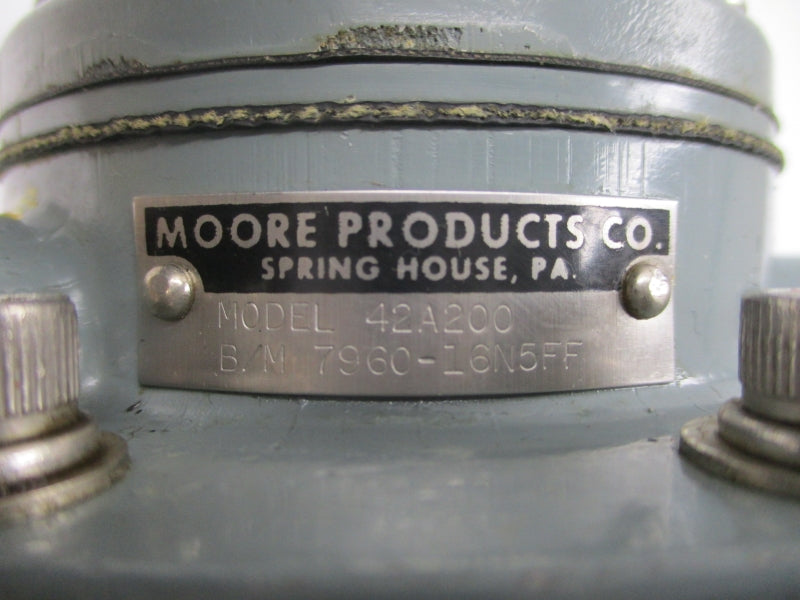 MOORE PRODUCTS CO.
SPRING HOUSE, PA.
MODEL 42A200
B/M 7960-16N5FF